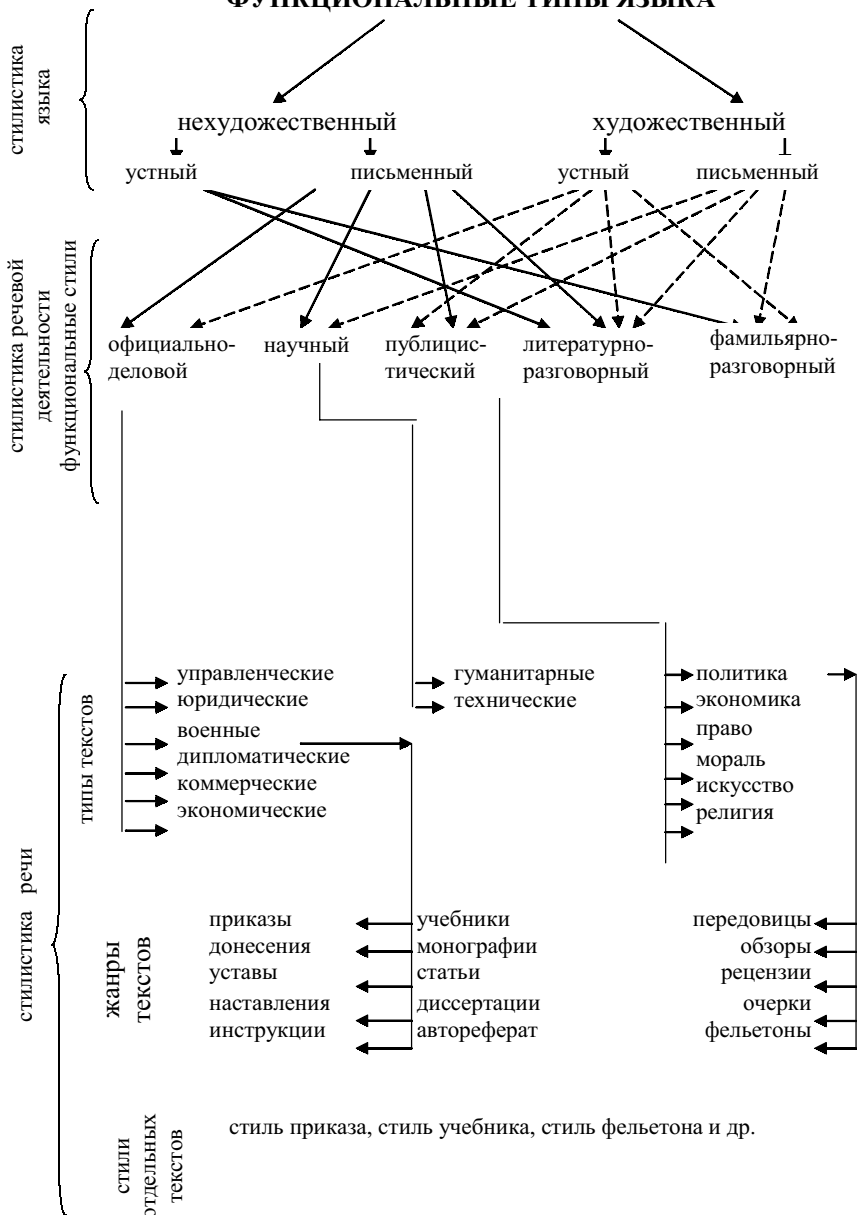 ФУНКЦИОНАЛЬНЫЕ ТИПЫ ЯЗЫКА
стилистика
языка
нехудожественный
художественный
устный
письменный
устный
письменный
стилистика речевой
деятельности
функциональные стили
официально-
деловой
научный
публицис-
тический
литературно-
разговорный
фамильярно-
разговорный
стилистика речи
типы текстов
управленческие
юридические
военные
дипломатические
коммерческие
экономические
гуманитарные
технические
политика
экономика
право
мораль
искусство
религия
жанры
текстов
приказы
донесения
уставы
наставления
инструкции
учебники
монографии
статьи
диссертации
автореферат
передовицы
обзоры
рецензии
очерки
фельетоны
стили
отдельных
текстов
стиль приказа, стиль учебника, стиль фельетона и др.